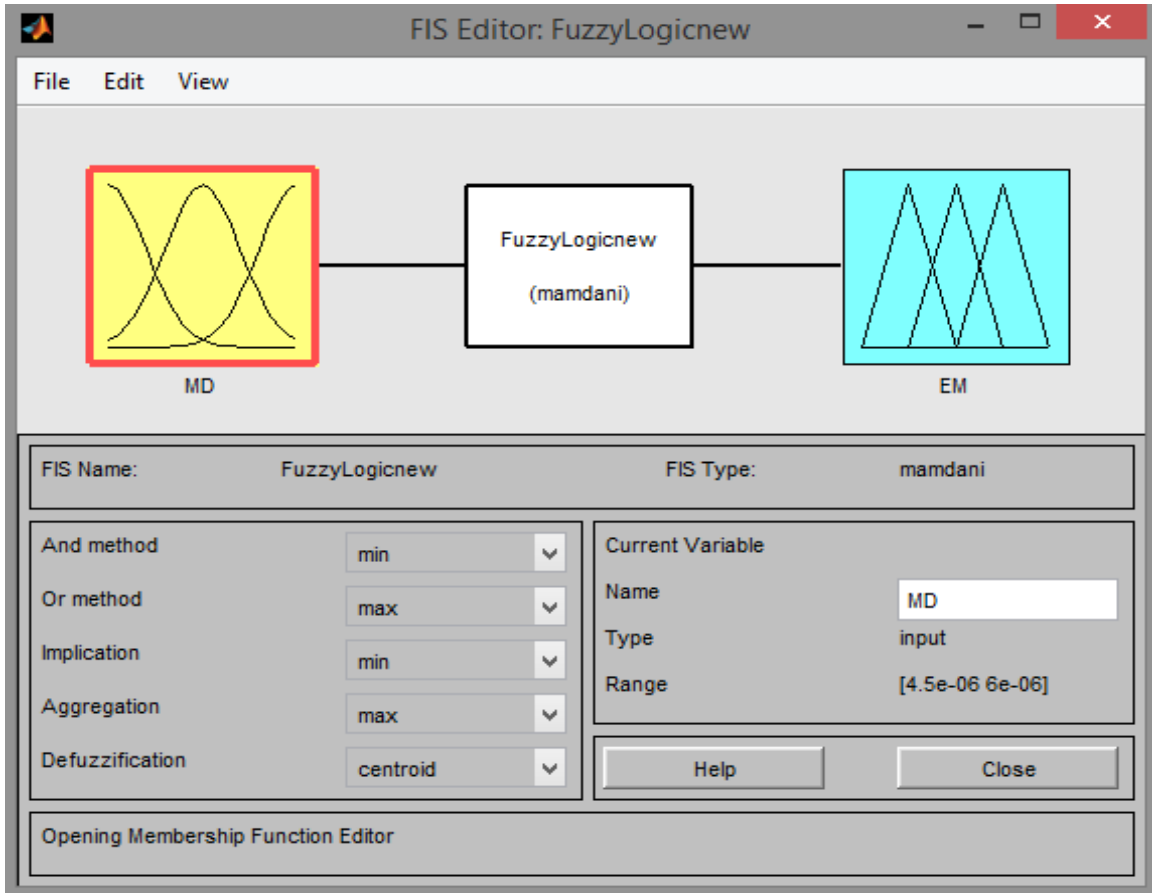 FIS Editor: FuzzyLogicnew
File Edit View
FuzzyLogicnew
(mamdani)
MD
EM
FIS Name: FuzzyLogicnew FIS Type: mamdani
And method min
Or method max
Implication min
Aggregation max
Defuzzification centroid
Current Variable
Name MD
Type input
Range [4.5e-06 6e-06]
Help Close
Opening Membership Function Editor